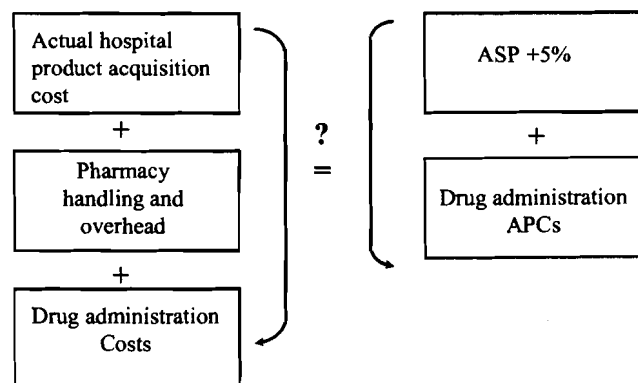 Actual hospital
product acquisition
cost
+
Pharmacy
handling and
overhead
+
Drug administration
Costs
?
=
ASP +5%
+
Drug administration
APCs